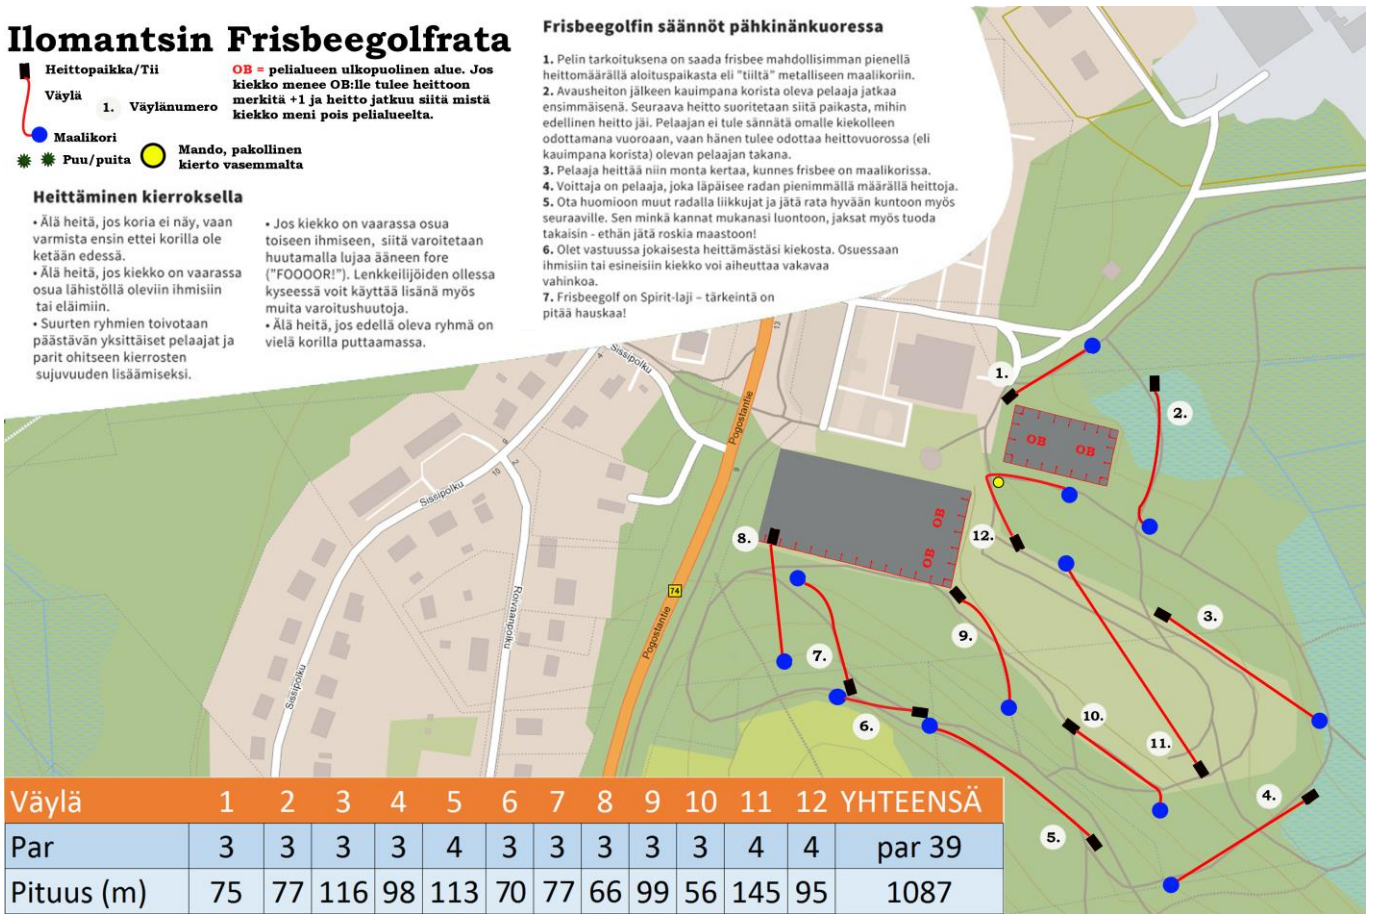 Ilomantsin Frisbeegolfrata
Heittopaikka/Tii
Väylä
1. Väylänumero
Maalikori
Puu/puita
OB = pelialueen ulkopuolinen alue. Jos
kiekko menee OB:lle tulee heittoon
merkitä +1 ja heitto jatkuu siitä mistä
kiekko meni pois pelialueelta.
Mando, pakollinen
kierto vasemmalta
Heittäminen kierroksella
• Älä heitä, jos koria ei näy, vaan
varmista ensin ettei korilla ole
ketään edessä.
• Älä heitä, jos kiekko on vaarassa
osua lähistöllä oleviin ihmisiin
tai eläimiin.
• Suurten ryhmien toivotaan
päästävän yksittäiset pelaajat ja
parit ohitseen kierrosten
sujuvuuden lisäämiseksi.
• Jos kiekko on vaarassa osua
toiseen ihmiseen, siitä varoitetaan
huutamalla lujaa ääneen fore
("FOOOOR!"). Lenkkeilijöiden ollessa
kyseessä voit käyttää lisänä myös
muita varoitushuutoja.
• Älä heitä, jos edellä oleva ryhmä on
vielä korilla puttaamassa.
Frisbeegolfin säännöt pähkinänkuoressa
1. Pelin tarkoituksena on saada frisbee mahdollisimman pienellä
heittomäärällä aloituspaikasta eli "tiiltä" metalliseen maalikoriin.
2. Avausheiton jälkeen kauimpana korista oleva pelaaja jatkaa
ensimmäisenä. Seuraava heitto suoritetaan siitä paikasta, mihin
edellinen heitto jäi. Pelaajan ei tule sännätä omalle kiekolleen
odottamana vuoroaan, vaan hänen tulee odottaa heittovuorossa (eli
kauimpana korista) olevan pelaajan takana.
3. Pelaaja heittää niin monta kertaa, kunnes frisbee on maalikorissa.
4. Voittaja on pelaaja, joka läpäisee radan pienimmällä määrällä heittoja.
5. Ota huomioon muut radalla liikkujat ja jätä rata hyvään kuntoon myös
seuraaville. Sen minkä kannat mukanasi luontoon, jaksat myös tuoda
takaisin - ethän jätä roskia maastoon!
6. Olet vastuussa jokaisesta heittämästäsi kiekosta. Osuessaan
ihmisiin tai esineisiin kiekko voi aiheuttaa vakavaa
vahinkoa.
7. Frisbeegolf on Spirit-laji – tärkeintä on
pitää hauskaa!
13
Sissipolku
4
1.
2.
Pogostantie
OB
OB
9
2
10
8
Sissipolku
OB
OB
8.
12.
74
Roivaanpolku
Pogostantie
9.
3.
7.
Sissipolku
6.
10.
11.
4.
5.
Väylä 1 2 3 4 5 6 7 8 9 10 11 12 YHTEENSÄ
Par 3 3 3 3 4 3 3 3 3 3 4 4 par 39
Pituus (m) 75 77 116 98 113 70 77 66 99 56 145 95 1087